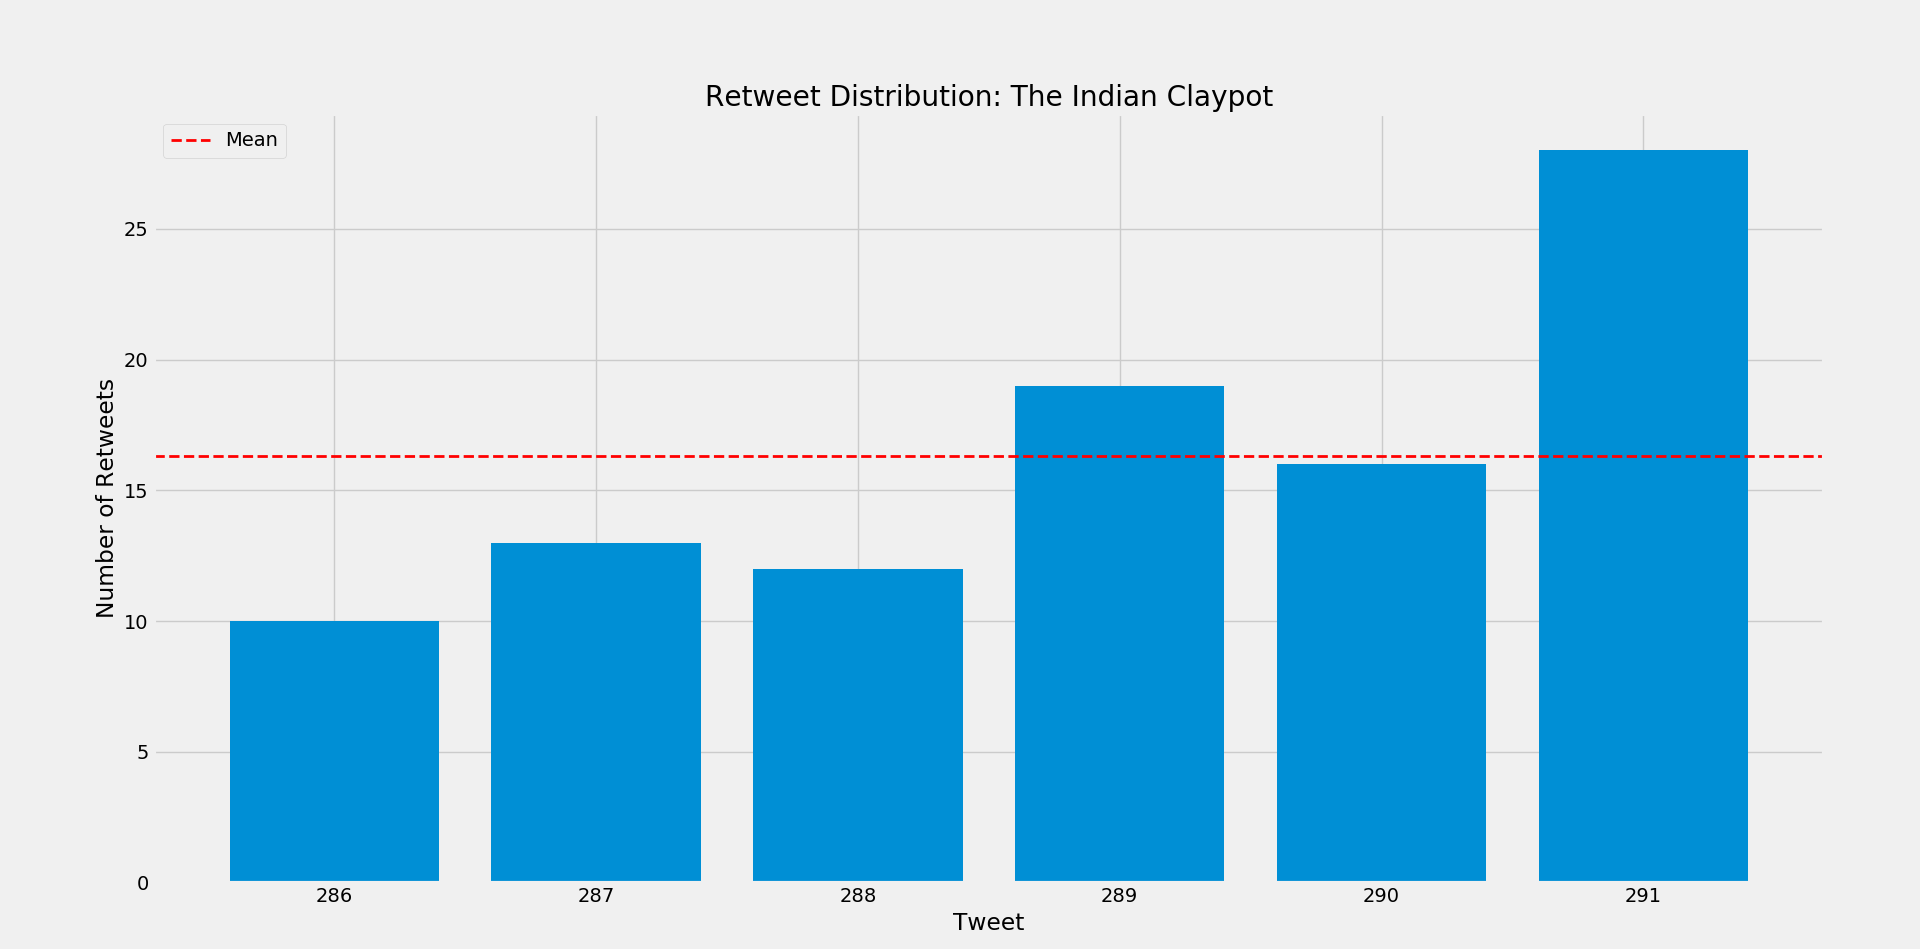 Retweet Distribution: The Indian Claypot
Mean
25
20
15
10
5
0
Number of Retweets
286 287 288 289 290 291
Tweet